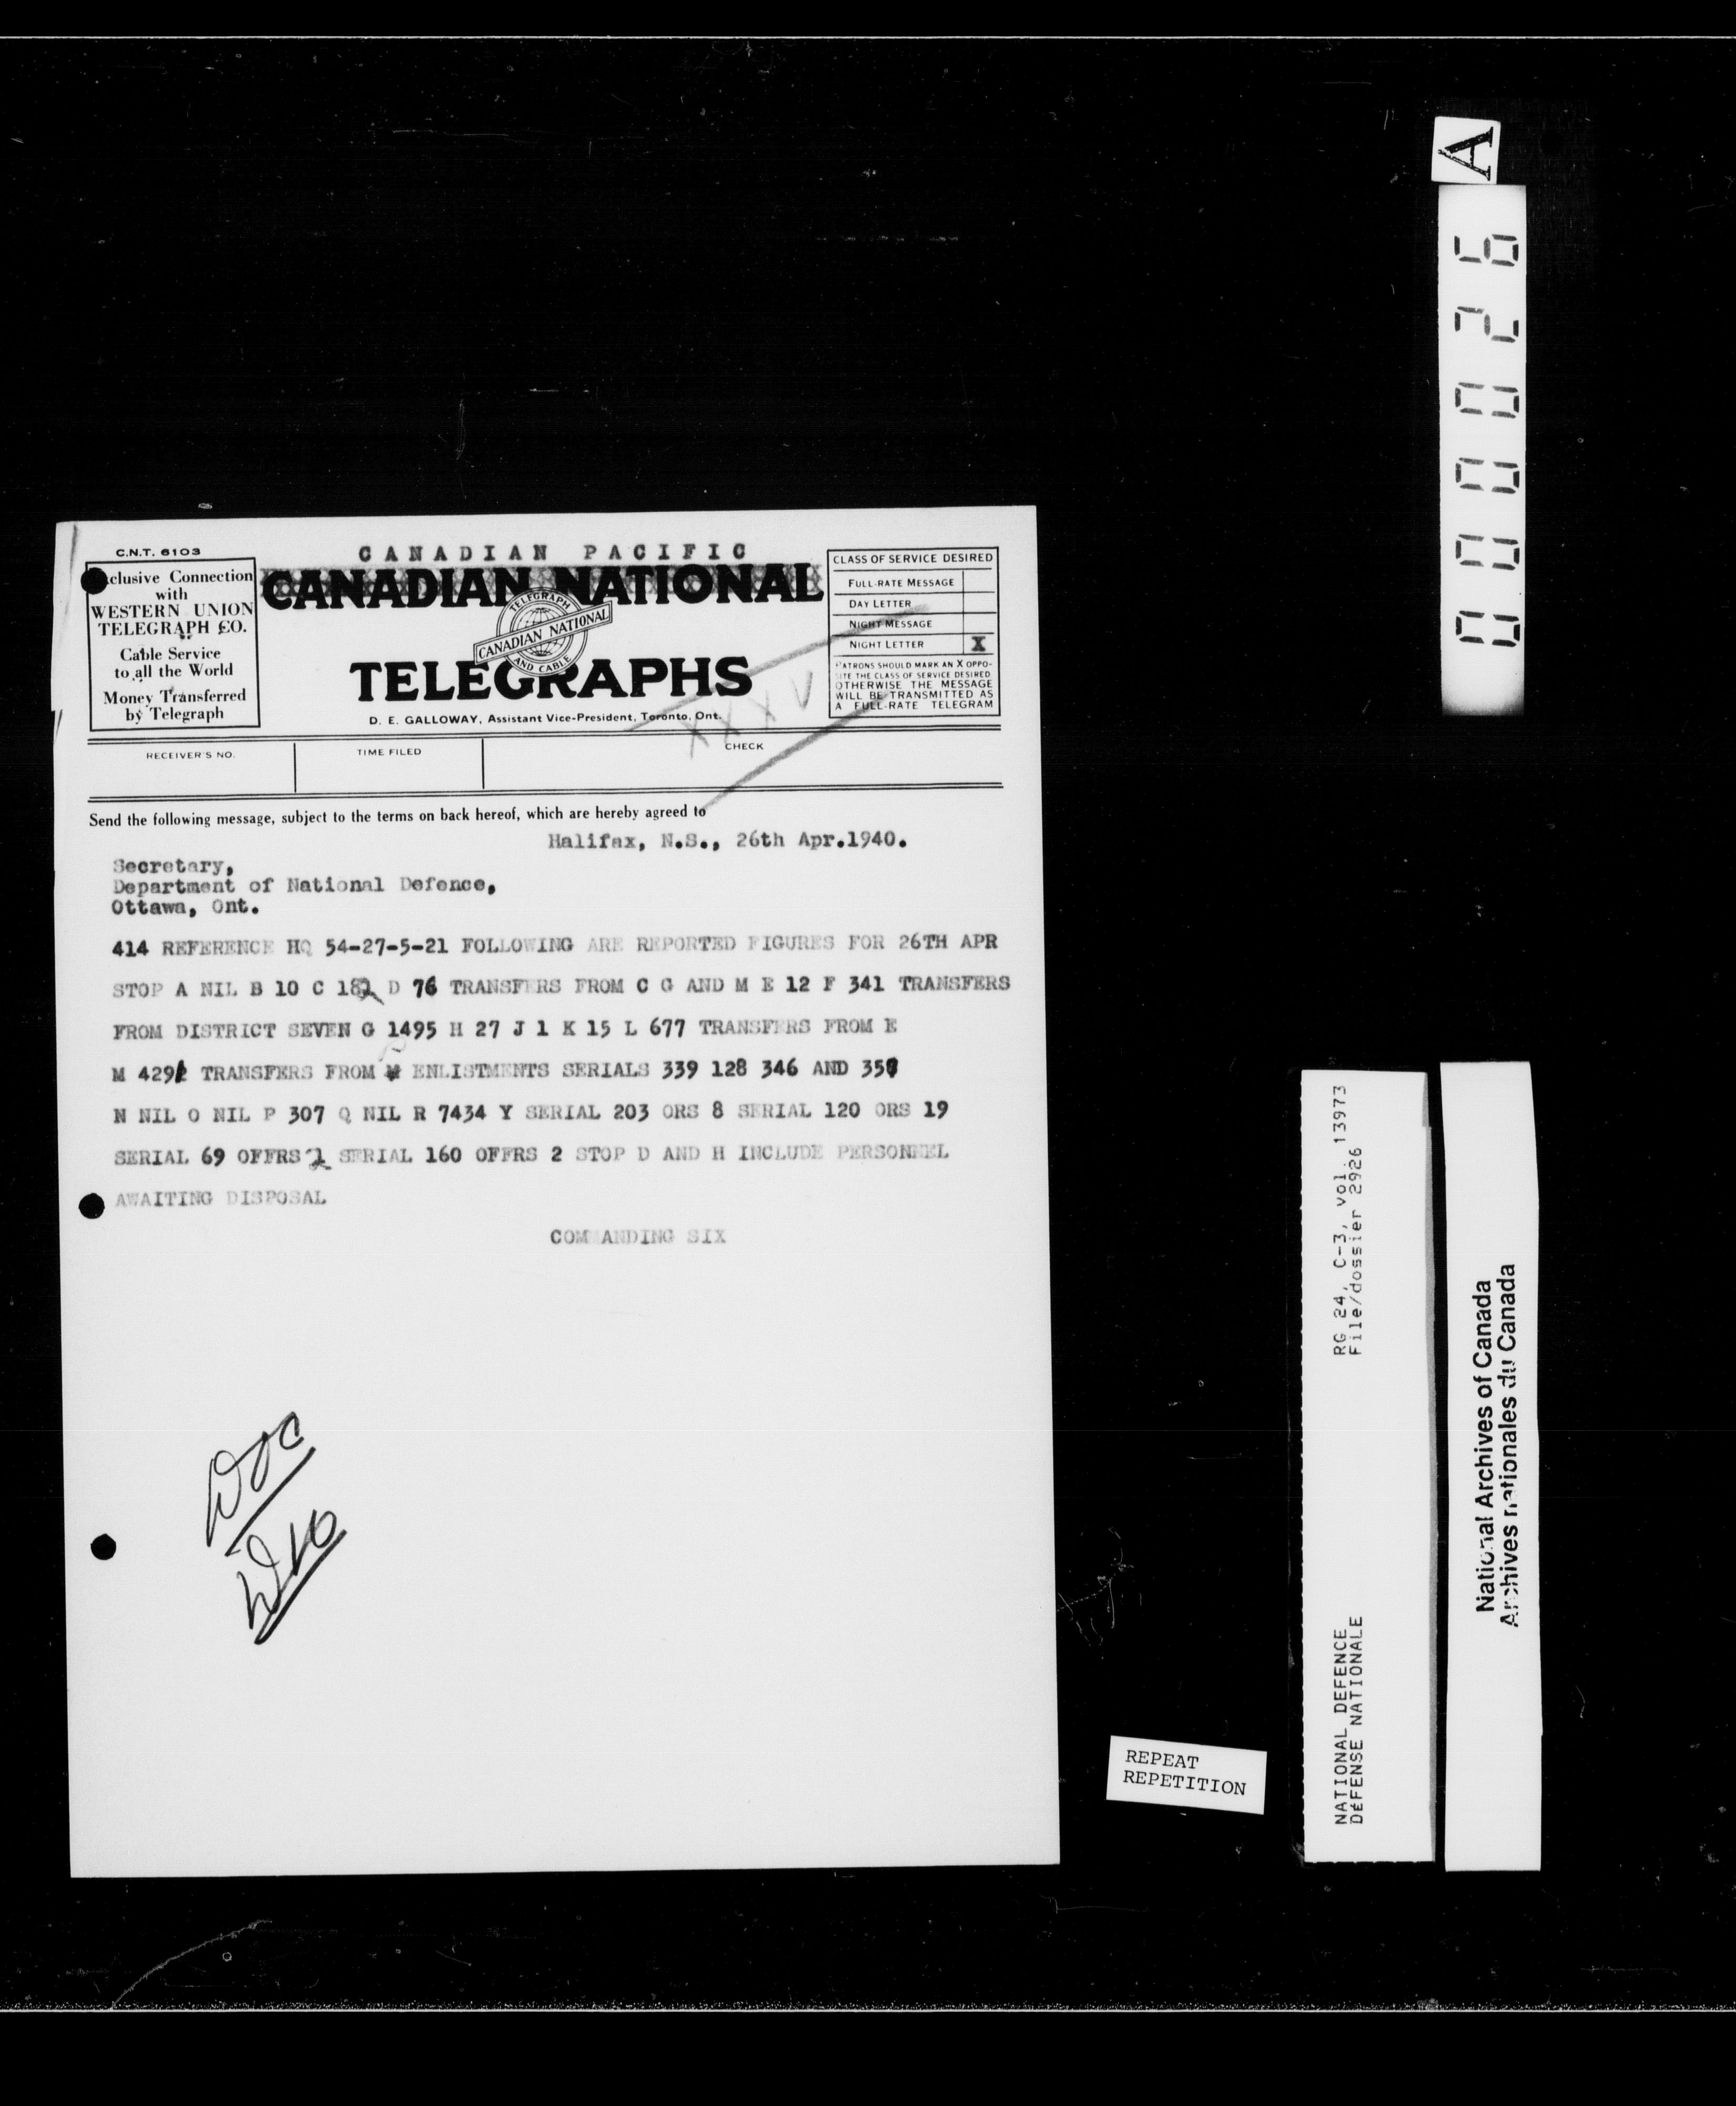 C.N.T. 6103
clusive Connection
with
WESTERN UNION
TELEGRAPH CO.
Cable Service
to all the World
Money Transferred
by Telegraph
CANADIAN PACIFIC
CANADIAN NATIONAL
TELEGRAPH
CANADIAN NATIONAL
AND CABLE
TELEGRAPHS
D. E. GALLOWAY, Assistant Vice-President, Toronto, Ont.
XXXV
CLASS OF SERVICE DESIRED
FULL-RATE MESSAGE
DAY LETTER
NIGHT MESSAGE
NIGHT LETTER X
PATRONS SHOULD MARK AN X OPPO-
SITE THE CLASS OF SERVICE DESIRED
OTHERWISE THE MESSAGE
WILL BE TRANSMITTED AS
A FULL-RATE TELEGRAM
RECEIVER'S NO.
TIME FILED
CHECK
Send the following message, subject to the terms on back hereof, which are hereby agreed to
Halifax, N.S., 26th Apr.1940.
Secretary,
Department of National Defence,
Ottawa, Ont.
414 REFERENCE HQ 54-27-5-21 FOLLOWING ARE REPORTED FIGURES FOR 26TH APR
STOP A NIL B 10 C D 76 TRANSFERS FROM C G AND M E 12 F 341 TRANSFERS
FROM DISTRICT SEVEN G 1495 H 27 J 1 K 15 L 677 TRANSFERS FROM E
M TRANSFERS FROM ENLISTMENTS SERIALS 339 128 346 AND
N NIL O NIL P 307 Q NIL R 7434 Y SERIAL 203 ORS 8 SERIAL 120 ORS 19
SERIAL 69 OFFRS 1 SERIAL 160 OFFRS 2 STOP D AND H INCLUDE PERSONNEL
AWAITING DISPOSAL
COMMANDING SIX
A
000026
RG 24, C-3, vol. 13973
File/dossier 2926
NATIONAL DEFENCE
DÉFENSE NATIONALE
National Archives of Canada
Archives nationales du Canada
REPEAT
REPETITION